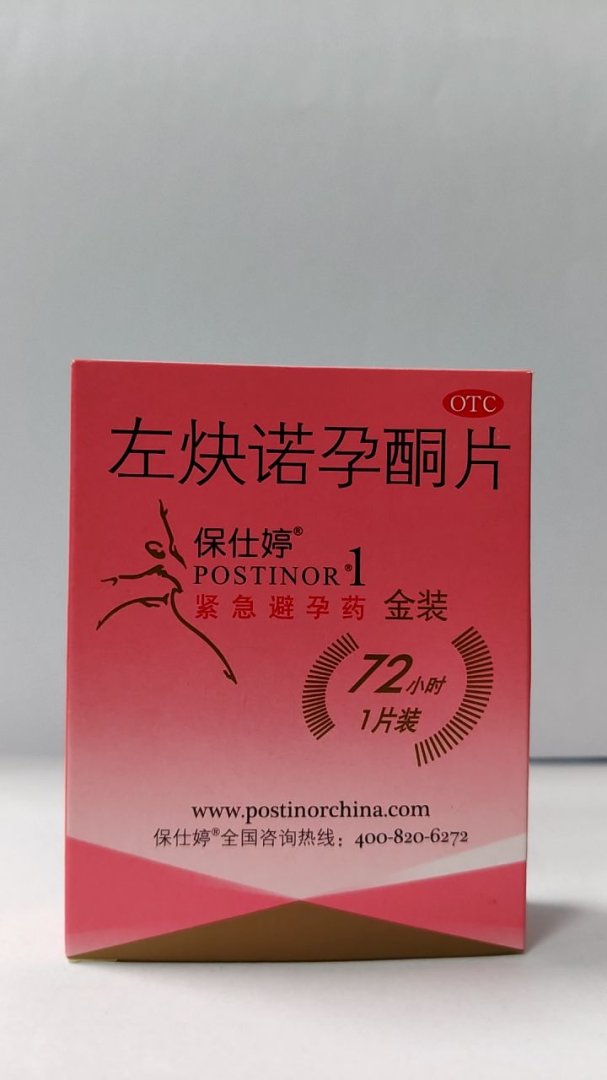 OTC
左炔诺孕酮片
保仕婷®
POSTINOR®1
紧急避孕药 金装
72小时
1片装
www.postinorchina.com
保仕婷®全国咨询热线：400-820-6272